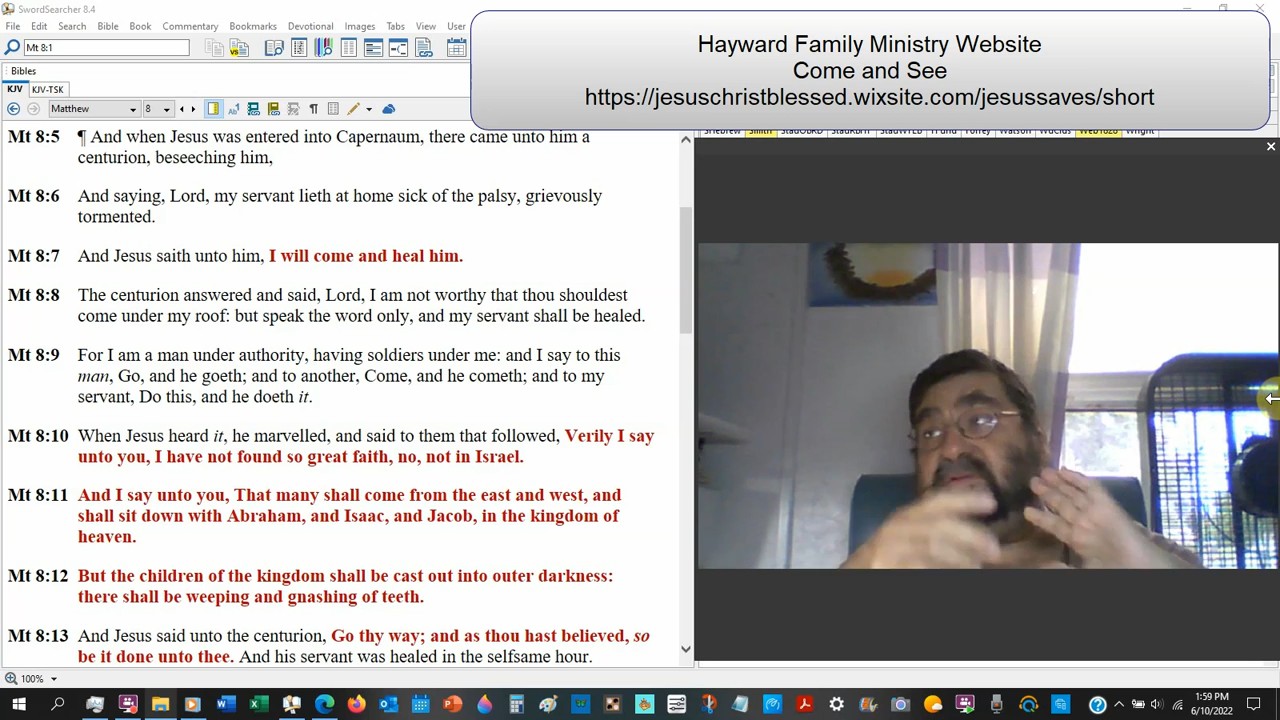 SwordSearcher 8.4
File Edit Search Bible Book Commentary Bookmarks Devotional Images Tabs View User
Mt 8:1
Hayward Family Ministry Website
Come and See
https://jesuschristblessed.wixsite.com/jesussaves/short
Bibles
KJV KJV-TSK
Matthew 8
Mt 8:5 ¶ And when Jesus was entered into Capernaum, there came unto him a
centurion, beseeching him,
Mt 8:6 And saying, Lord, my servant lieth at home sick of the palsy, grievously
tormented.
Mt 8:7 And Jesus saith unto him, I will come and heal him.
Mt 8:8 The centurion answered and said, Lord, I am not worthy that thou shouldest
come under my roof: but speak the word only, and my servant shall be healed.
Mt 8:9 For I am a man under authority, having soldiers under me: and I say to this
man, Go, and he goeth; and to another, Come, and he cometh; and to my
servant, Do this, and he doeth it.
Mt 8:10 When Jesus heard it, he marvelled, and said to them that followed, Verily I say
unto you, I have not found so great faith, no, not in Israel.
Mt 8:11 And I say unto you, That many shall come from the east and west, and
shall sit down with Abraham, and Isaac, and Jacob, in the kingdom of
heaven.
Mt 8:12 But the children of the kingdom shall be cast out into outer darkness:
there shall be weeping and gnashing of teeth.
Mt 8:13 And Jesus said unto the centurion, Go thy way; and as thou hast believed, so
be it done unto thee. And his servant was healed in the selfsame hour.
100%
1:59 PM
6/10/2022